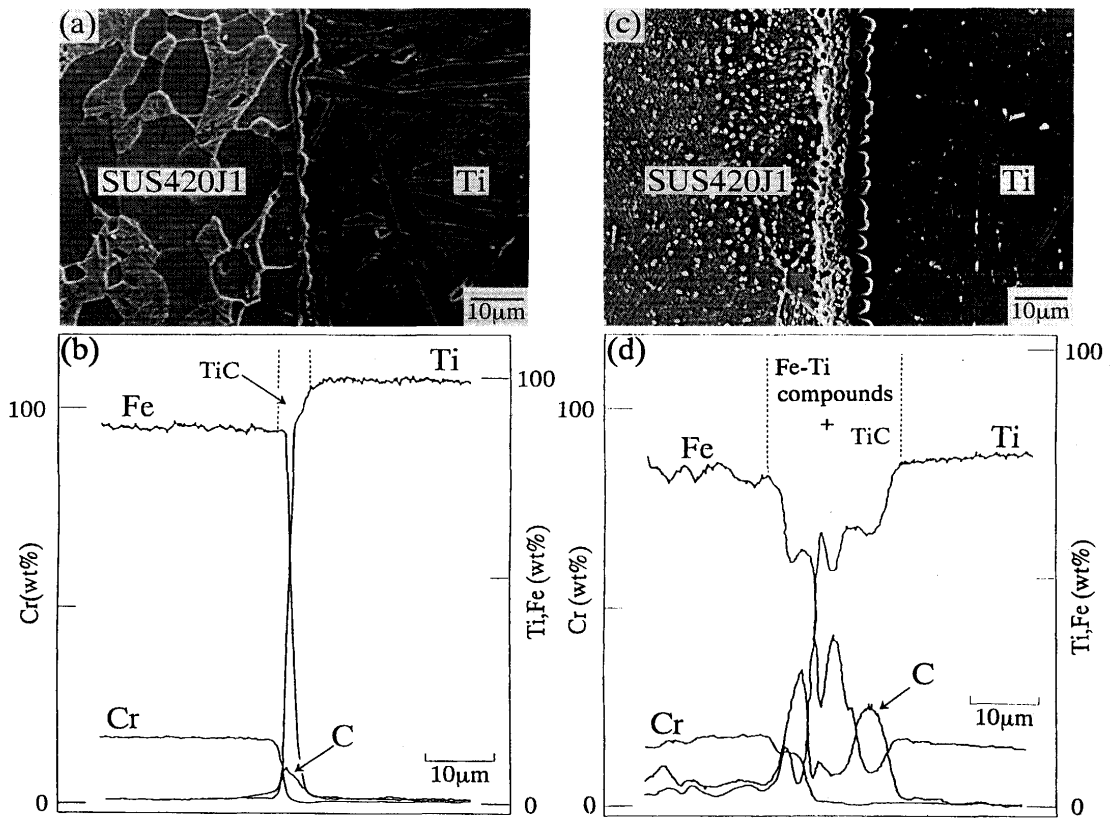 (a)
SUS420J1
Ti
10μm
(c)
SUS420J1
Ti
10μm
(b)
TiC
Ti
Fe
100
100
Cr(wt%)
Ti,Fe (wt%)
Cr
C
10μm
0
0
(d)
Fe-Ti
compounds
+
TiC
Fe
Ti
100
100
Cr (wt%)
Ti,Fe (wt%)
Cr
C
10μm
0
0